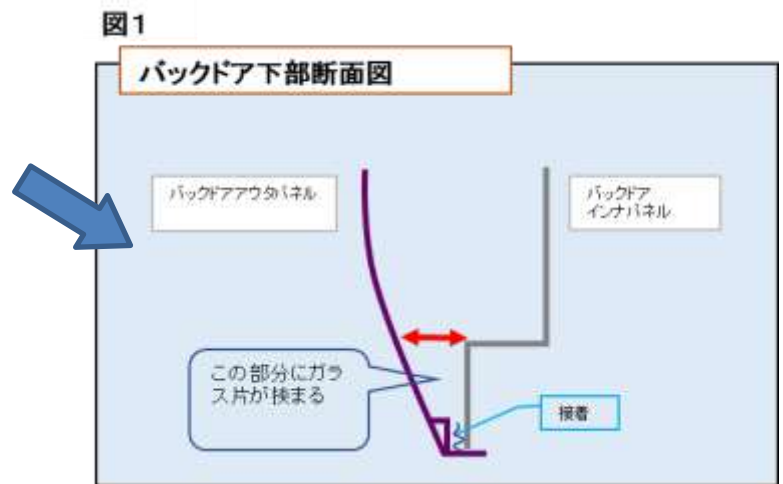 図1
バックドア下部断面図
バックドアアウタパネル
バックドア
インナパネル
この部分にガラ
ス片が挟まる
接着